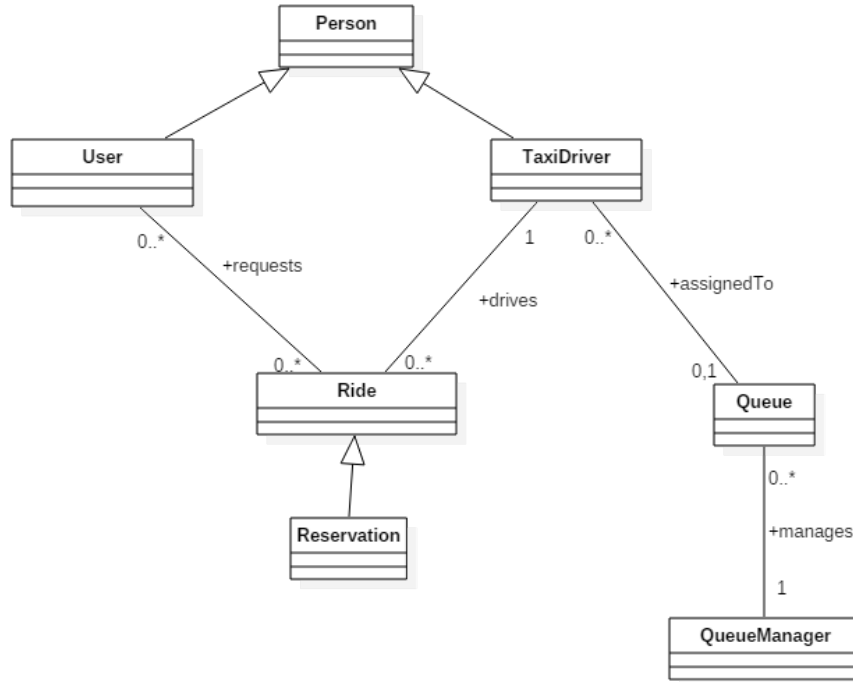 Person
User
TaxiDriver
0..*
1
0..*
+requests
+assignedTo
+drives
0..*
0..*
0,1
Ride
Queue
0..*
Reservation
+manages
1
QueueManager